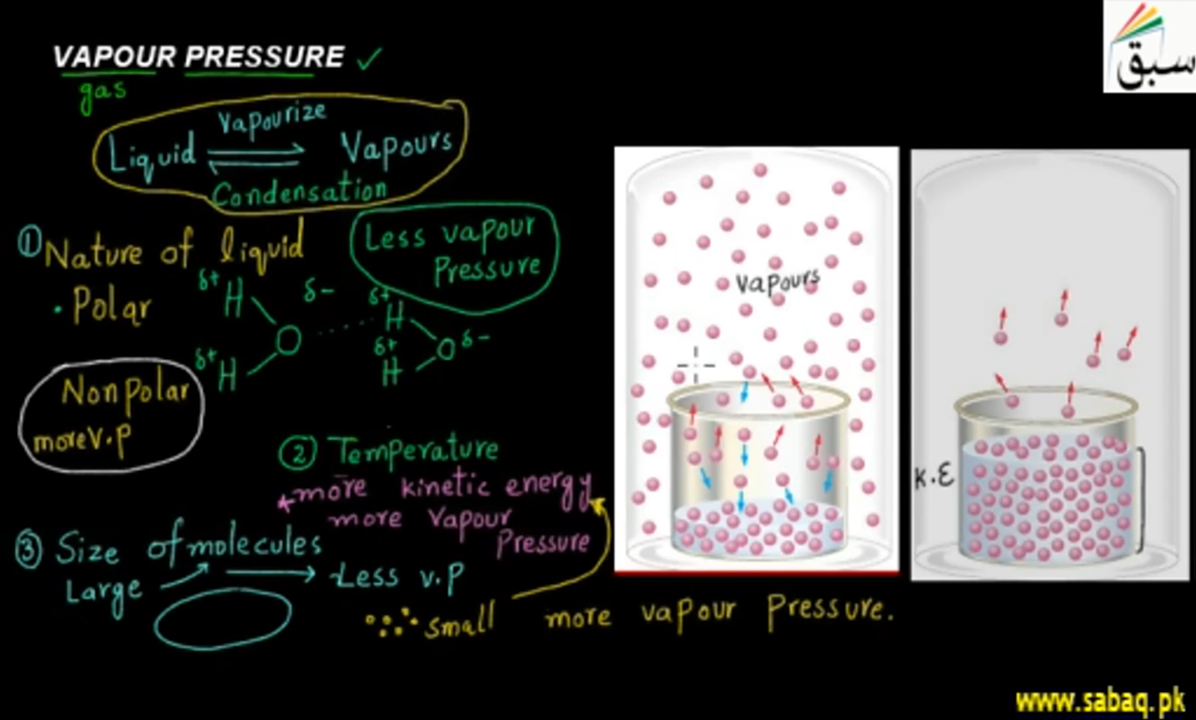 VAPOUR PRESSURE ✓
gas
سبق
Vapourize
Liquid ⇌ Vapours
Condensation
① Nature of liquid
Less vapour
Pressure
• Polar
δ+ H
δ-
δ+ H
O
δ+ H
δ+ H
O δ-
Non polar
more v.p
② Temperature
*more kinetic energy
more Vapour
Pressure
③ Size of molecules
Large → Less v.p
small more vapour Pressure.
Vapours
K.E
www.sabaq.pk